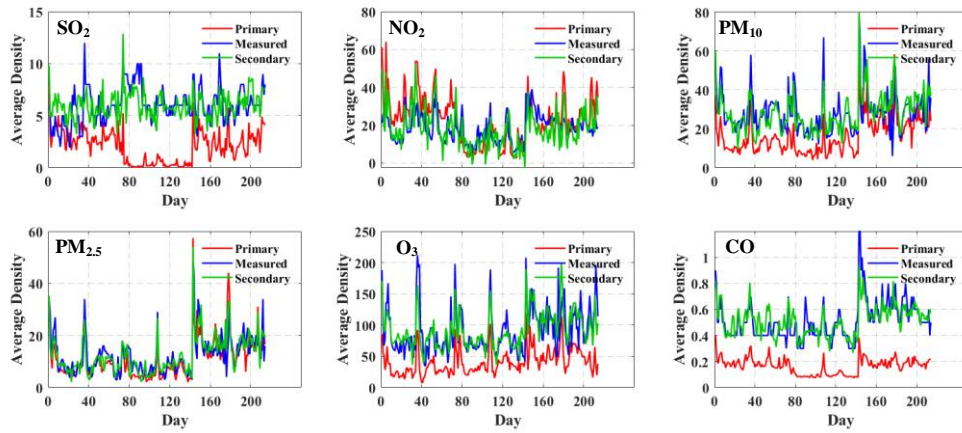 SO2
Average Density
15
10
5
0
0 40 80 120 160 200
Day
Primary
Measured
Secondary
NO2
Average Density
80
60
40
20
0
0 40 80 120 160 200
Day
Primary
Measured
Secondary
PM10
Average Density
80
60
40
20
0
0 40 80 120 160 200
Day
Primary
Measured
Secondary
PM2.5
Average Density
60
40
20
0
0 40 80 120 160 200
Day
Primary
Measured
Secondary
O3
Average Density
250
200
150
100
50
0
0 40 80 120 160 200
Day
Primary
Measured
Secondary
CO
Average Density
1
0.8
0.6
0.4
0.2
0
0 40 80 120 160 200
Day
Primary
Measured
Secondary